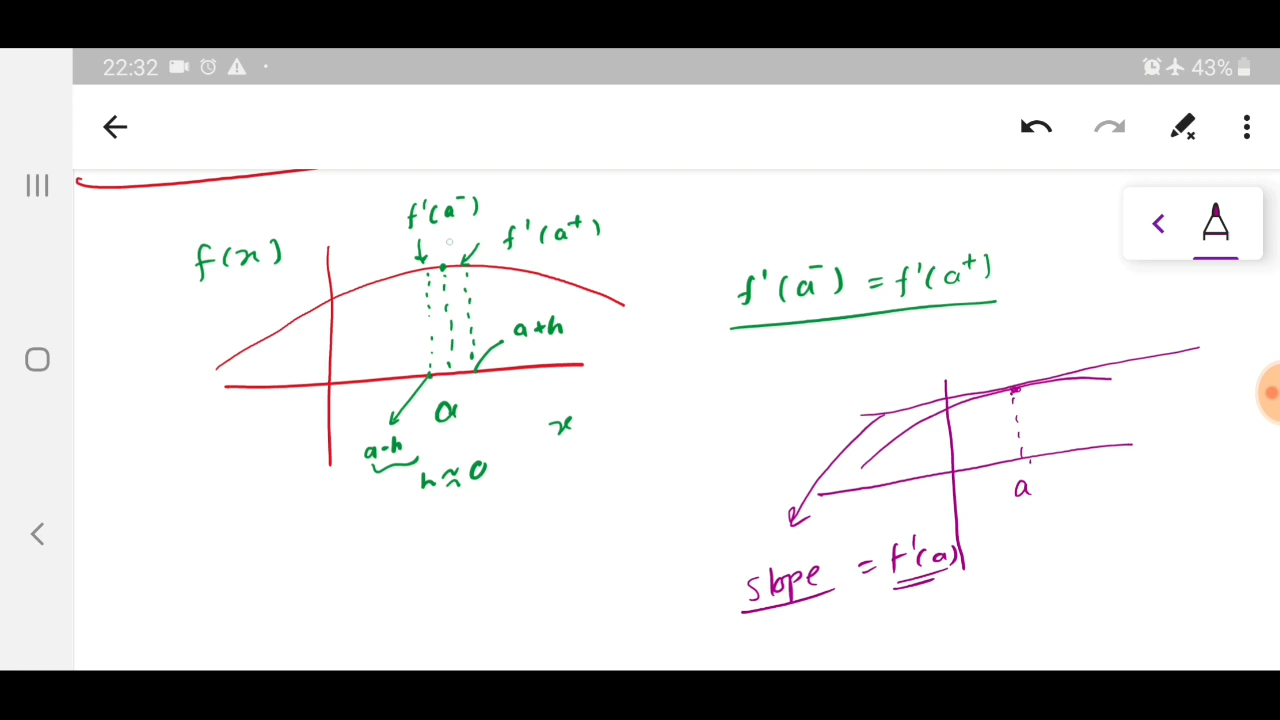 22:32
43%
f'(a⁻)
f'(a⁺)
f(x)
a+h
a
x
a-h
h≈0
f'(a⁻) = f'(a⁺)
a
slope = f'(a)